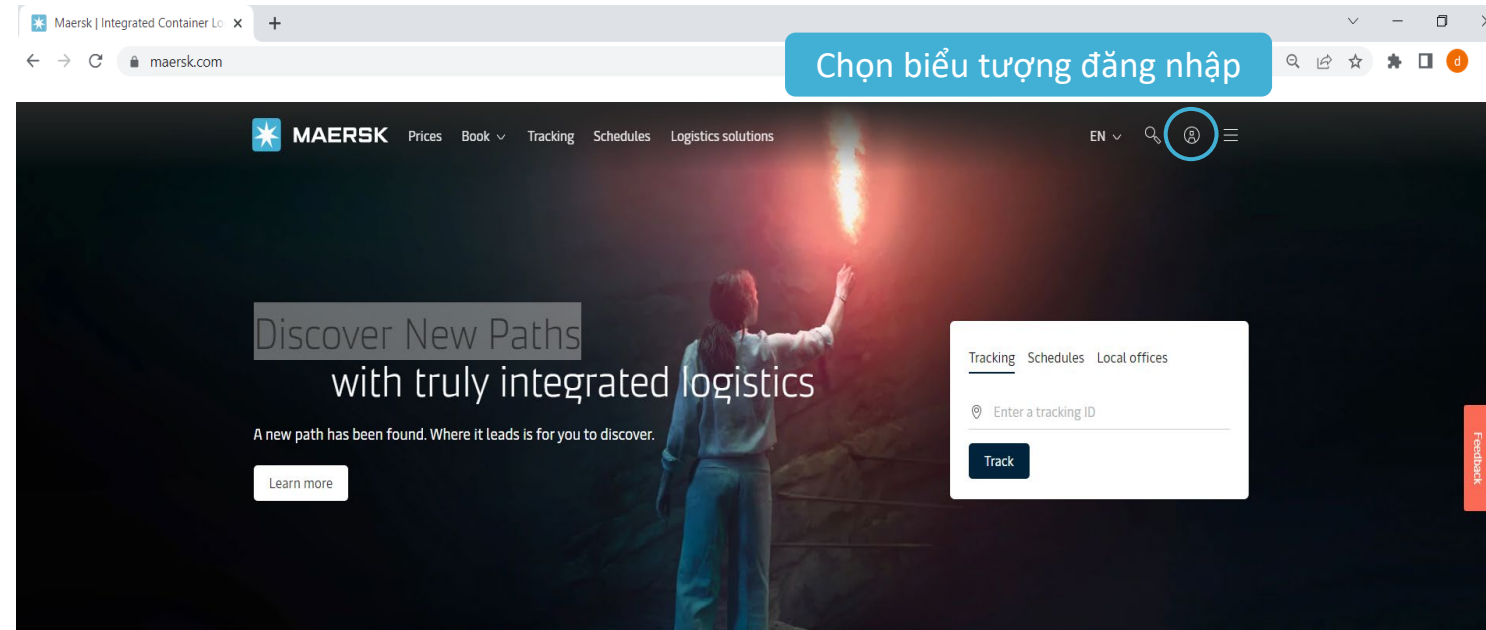 Maersk | Integrated Container Lo
maersk.com
d
Chọn biểu tượng đăng nhập
MAERSK Prices Book Tracking Schedules Logistics solutions EN
Discover New Paths
with truly integrated logistics
A new path has been found. Where it leads is for you to discover.
Learn more
Tracking Schedules Local offices
Enter a tracking ID
Track
Feedback